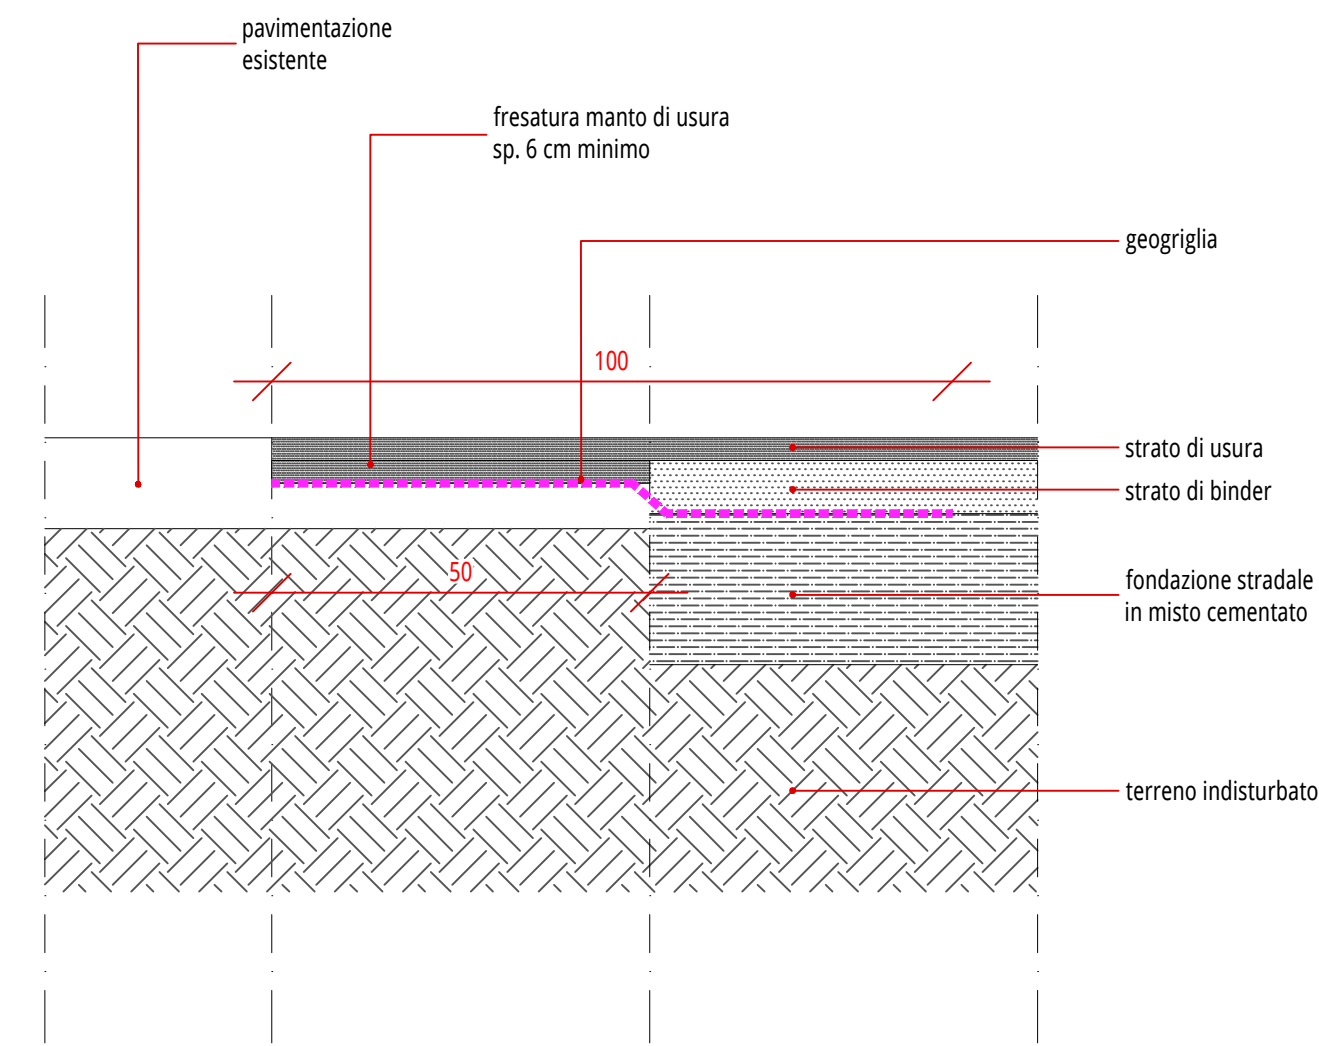 pavimentazione
esistente
fresatura manto di usura
sp. 6 cm minimo
geogriglia
100
strato di usura
strato di binder
50
fondazione stradale
in misto cementato
terreno indisturbato